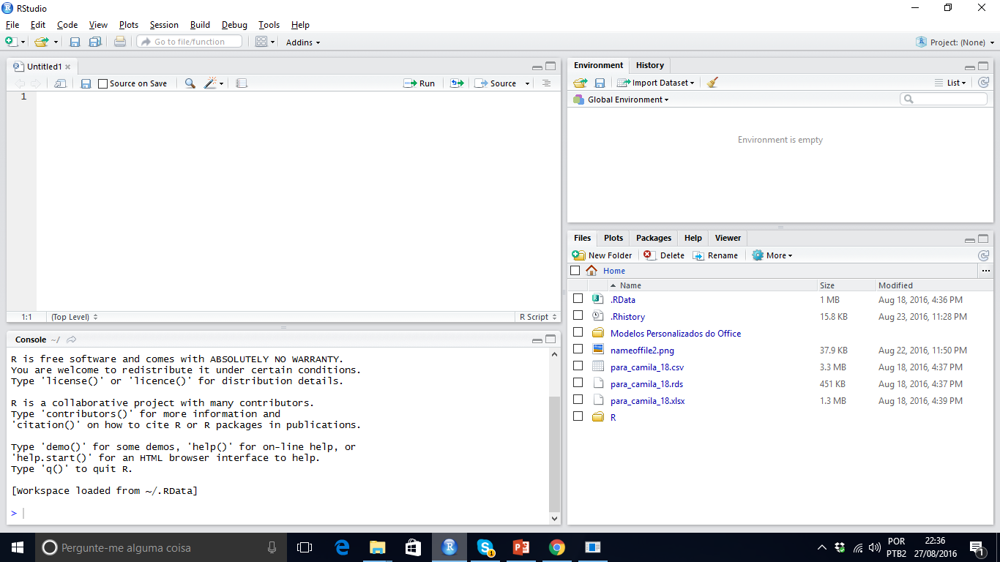 RStudio
File Edit Code View Plots Session Build Debug Tools Help
Go to file/function Addins Project: (None)
Untitled1
Source on Save Run Source
1
1:1 (Top Level) R Script
Console ~/
R is free software and comes with ABSOLUTELY NO WARRANTY.
You are welcome to redistribute it under certain conditions.
Type 'license()' or 'licence()' for distribution details.
R is a collaborative project with many contributors.
Type 'contributors()' for more information and
'citation()' on how to cite R or R packages in publications.
Type 'demo()' for some demos, 'help()' for on-line help, or
'help.start()' for an HTML browser interface to help.
Type 'q()' to quit R.
[Workspace loaded from ~/.RData]
>
Environment History
Import Dataset List
Global Environment
Environment is empty
Files Plots Packages Help Viewer
New Folder Delete Rename More
Home ...
Name Size Modified
.RData 1 MB Aug 18, 2016, 4:36 PM
.Rhistory 15.8 KB Aug 23, 2016, 11:28 PM
Modelos Personalizados do Office
nameoffile2.png 37.9 KB Aug 22, 2016, 11:50 PM
para_camila_18.csv 3.3 MB Aug 18, 2016, 4:37 PM
para_camila_18.rds 451 KB Aug 18, 2016, 4:37 PM
para_camila_18.xlsx 1.3 MB Aug 18, 2016, 4:39 PM
R
Pergunte-me alguma coisa
POR
PTB2
22:36
27/08/2016
1